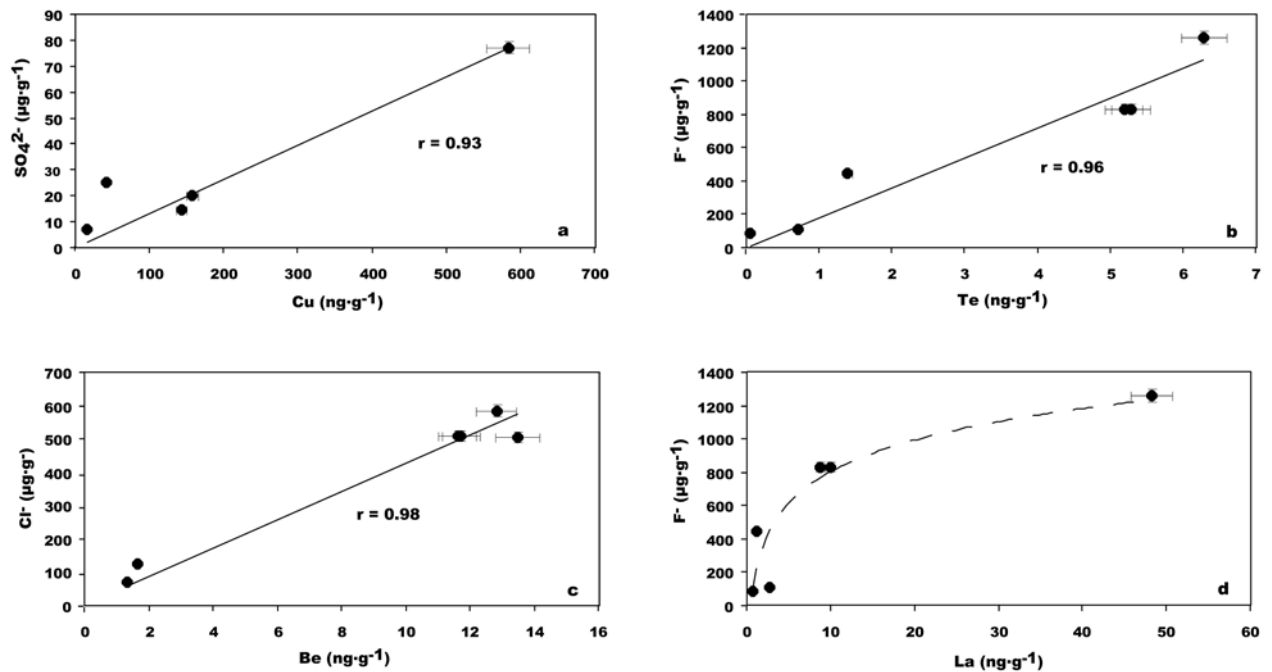 90
80
70
60
50
40
30
20
10
0
SO₄²⁻ (µg·g⁻¹)
r = 0.93
a
0 100 200 300 400 500 600 700
Cu (ng·g⁻¹)
1400
1200
1000
800
600
400
200
0
F⁻ (µg·g⁻¹)
r = 0.96
b
0 1 2 3 4 5 6 7
Te (ng·g⁻¹)
700
600
500
400
300
200
100
0
Cl⁻ (µg·g⁻)
r = 0.98
c
0 2 4 6 8 10 12 14 16
Be (ng·g⁻¹)
1400
1200
1000
800
600
400
200
0
F⁻ (µg·g⁻¹)
d
0 10 20 30 40 50 60
La (ng·g⁻¹)